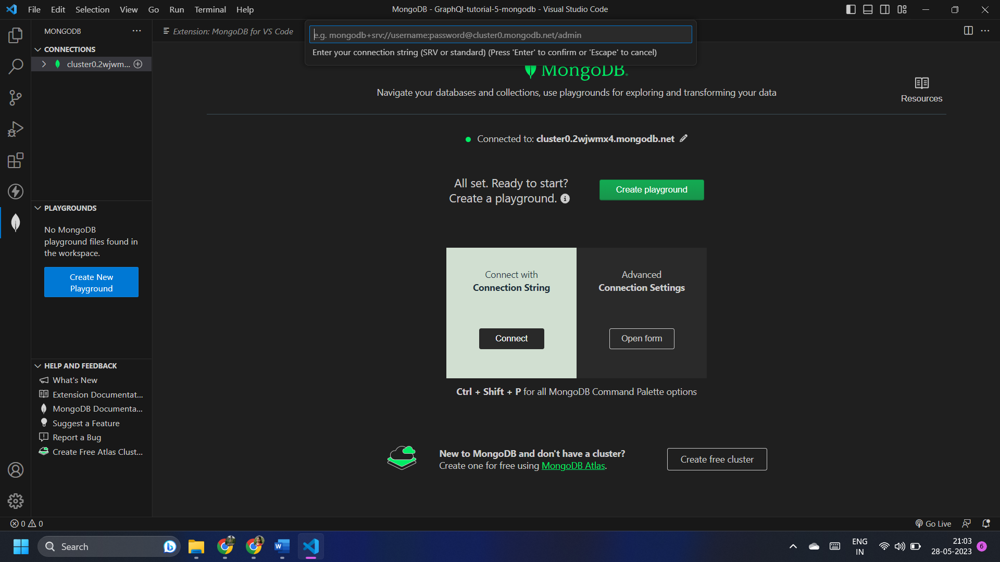 File Edit Selection View Go Run Terminal Help
MongoDB - GraphQl-tutorial-5-mongodb - Visual Studio Code
MONGODB
Extension: MongoDB for VS Code
e.g. mongodb+srv://username:password@cluster0.mongodb.net/admin
Enter your connection string (SRV or standard) (Press 'Enter' to confirm or 'Escape' to cancel)
CONNECTIONS
cluster0.2wjwm...
MongoDB®
Navigate your databases and collections, use playgrounds for exploring and transforming your data
Resources
Connected to: cluster0.2wjwmx4.mongodb.net
All set. Ready to start?
Create a playground.
Create playground
PLAYGROUNDS
No MongoDB
playground files found in
the workspace.
Create New
Playground
Connect with
Connection String
Connect
Advanced
Connection Settings
Open form
Ctrl + Shift + P for all MongoDB Command Palette options
HELP AND FEEDBACK
What's New
Extension Documentat...
MongoDB Documenta...
Suggest a Feature
Report a Bug
Create Free Atlas Clust...
New to MongoDB and don't have a cluster?
Create one for free using MongoDB Atlas.
Create free cluster
0 0
Go Live
Search
ENG
IN
21:03
28-05-2023
6